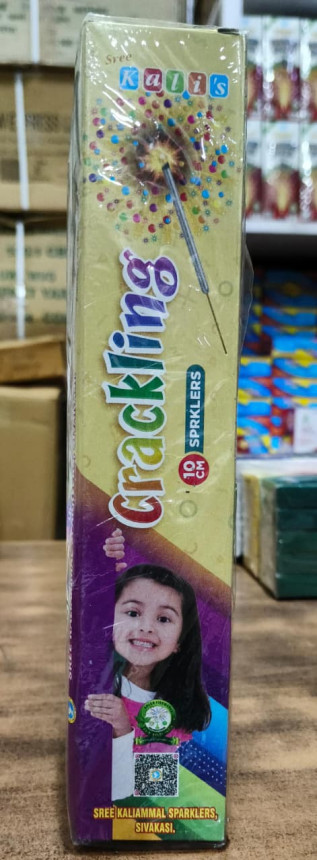 Sree
Kali's
Crackling
10 CM SPRKLERS
SREE KALIAMMAL SPARKLERS,
SIVAKASI.